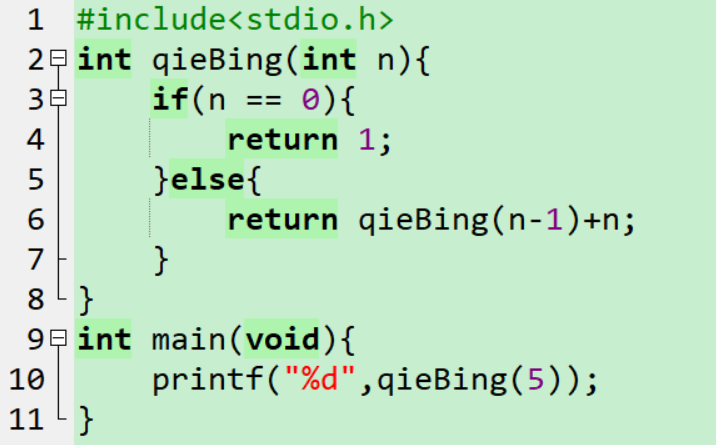 1 #include<stdio.h>
2 int qieBing(int n){
3 if(n == 0){
4 return 1;
5 }else{
6 return qieBing(n-1)+n;
7 }
8 }
9 int main(void){
10 printf("%d",qieBing(5));
11 }